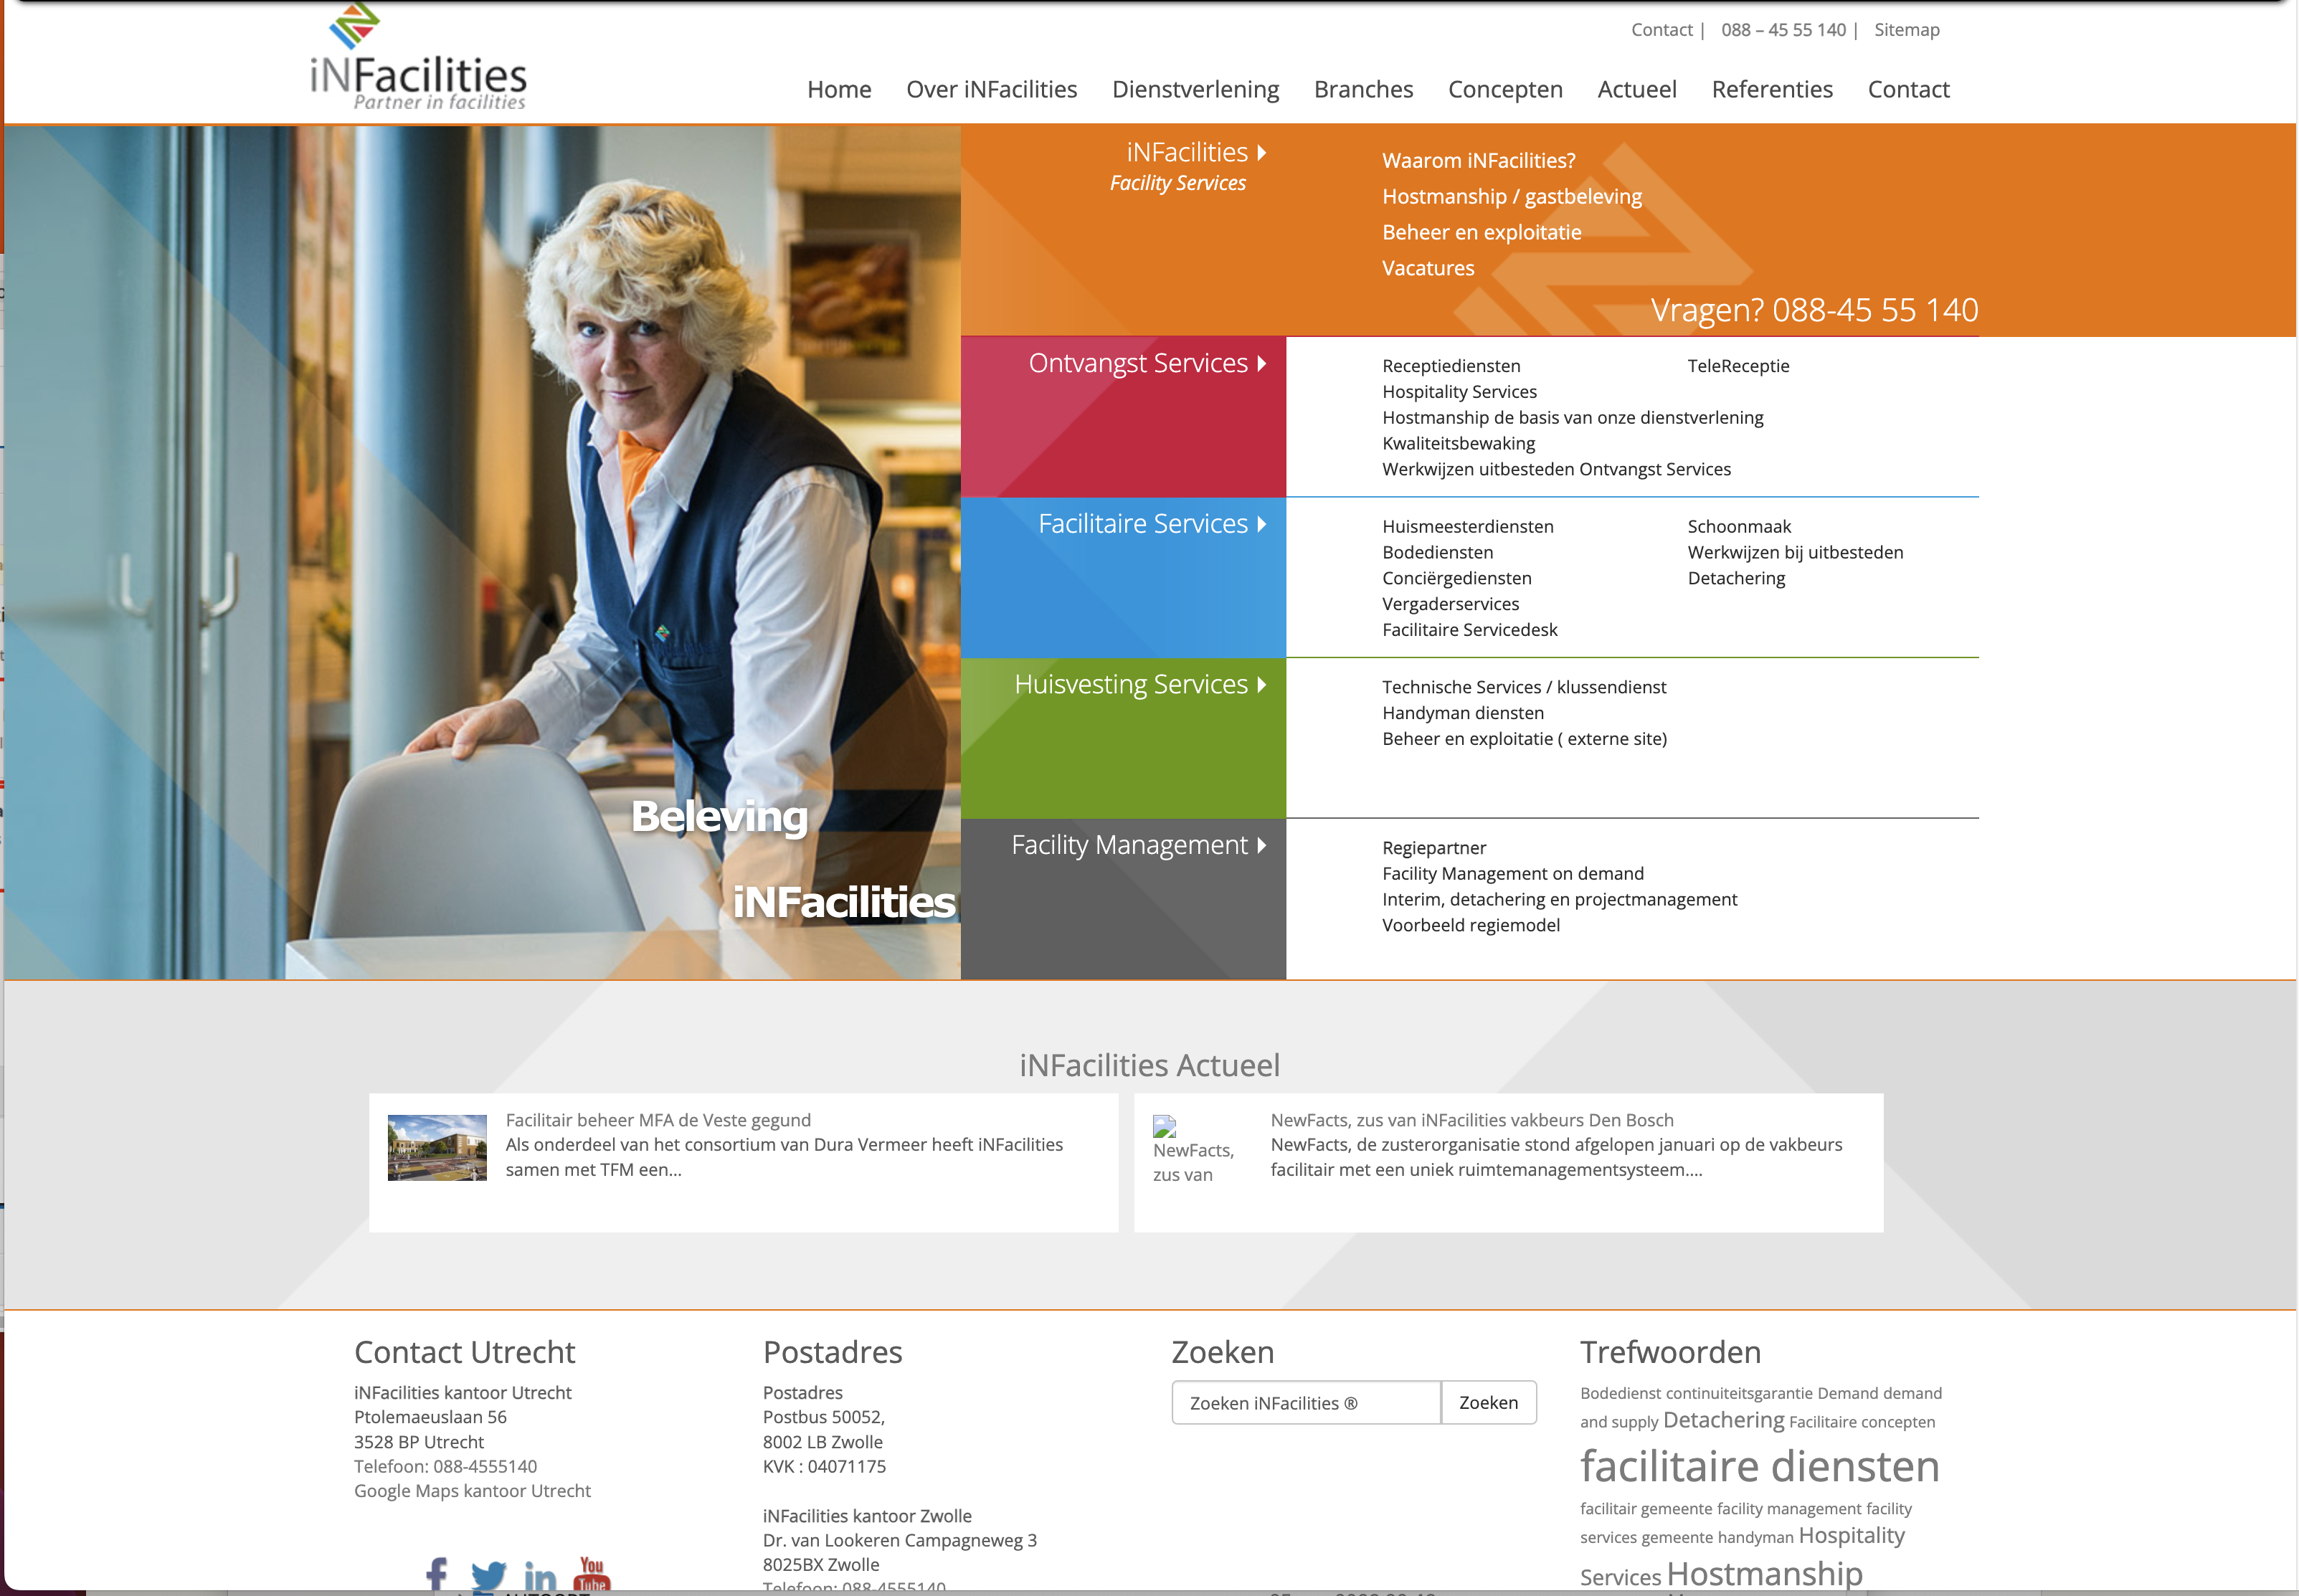 iNFacilities
Partner in facilities
Contact | 088 – 45 55 140 | Sitemap
Home Over iNFacilities Dienstverlening Branches Concepten Actueel Referenties Contact
Beleving
iNFacilities
iNFacilities
Facility Services
Waarom iNFacilities?
Hostmanship / gastbeleving
Beheer en exploitatie
Vacatures
Vragen? 088-45 55 140
Ontvangst Services
Receptiediensten TeleReceptie
Hospitality Services
Hostmanship de basis van onze dienstverlening
Kwaliteitsbewaking
Werkwijzen uitbesteden Ontvangst Services
Facilitaire Services
Huismeesterdiensten Schoonmaak
Bodediensten Werkwijzen bij uitbesteden
Conciërgediensten Detachering
Vergaderservices
Facilitaire Servicedesk
Huisvesting Services
Technische Services / klussendienst
Handyman diensten
Beheer en exploitatie ( externe site)
Facility Management
Regiepartner
Facility Management on demand
Interim, detachering en projectmanagement
Voorbeeld regiemodel
iNFacilities Actueel
Facilitair beheer MFA de Veste gegund
Als onderdeel van het consortium van Dura Vermeer heeft iNFacilities
samen met TFM een...
NewFacts,
zus van
NewFacts, zus van iNFacilities vakbeurs Den Bosch
NewFacts, de zusterorganisatie stond afgelopen januari op de vakbeurs
facilitair met een uniek ruimtemanagementsysteem....
Contact Utrecht
iNFacilities kantoor Utrecht
Ptolemaeuslaan 56
3528 BP Utrecht
Telefoon: 088-4555140
Google Maps kantoor Utrecht
f in You Tube
Postadres
Postadres
Postbus 50052,
8002 LB Zwolle
KVK : 04071175
iNFacilities kantoor Zwolle
Dr. van Lookeren Campagneweg 3
8025BX Zwolle
Telefoon: 088-4555140
Zoeken
Zoeken iNFacilities ® Zoeken
Trefwoorden
Bodedienst continuiteitsgarantie Demand demand
and supply Detachering Facilitaire concepten
facilitaire diensten
facilitair gemeente facility management facility
services gemeente handyman Hospitality
Services Hostmanship